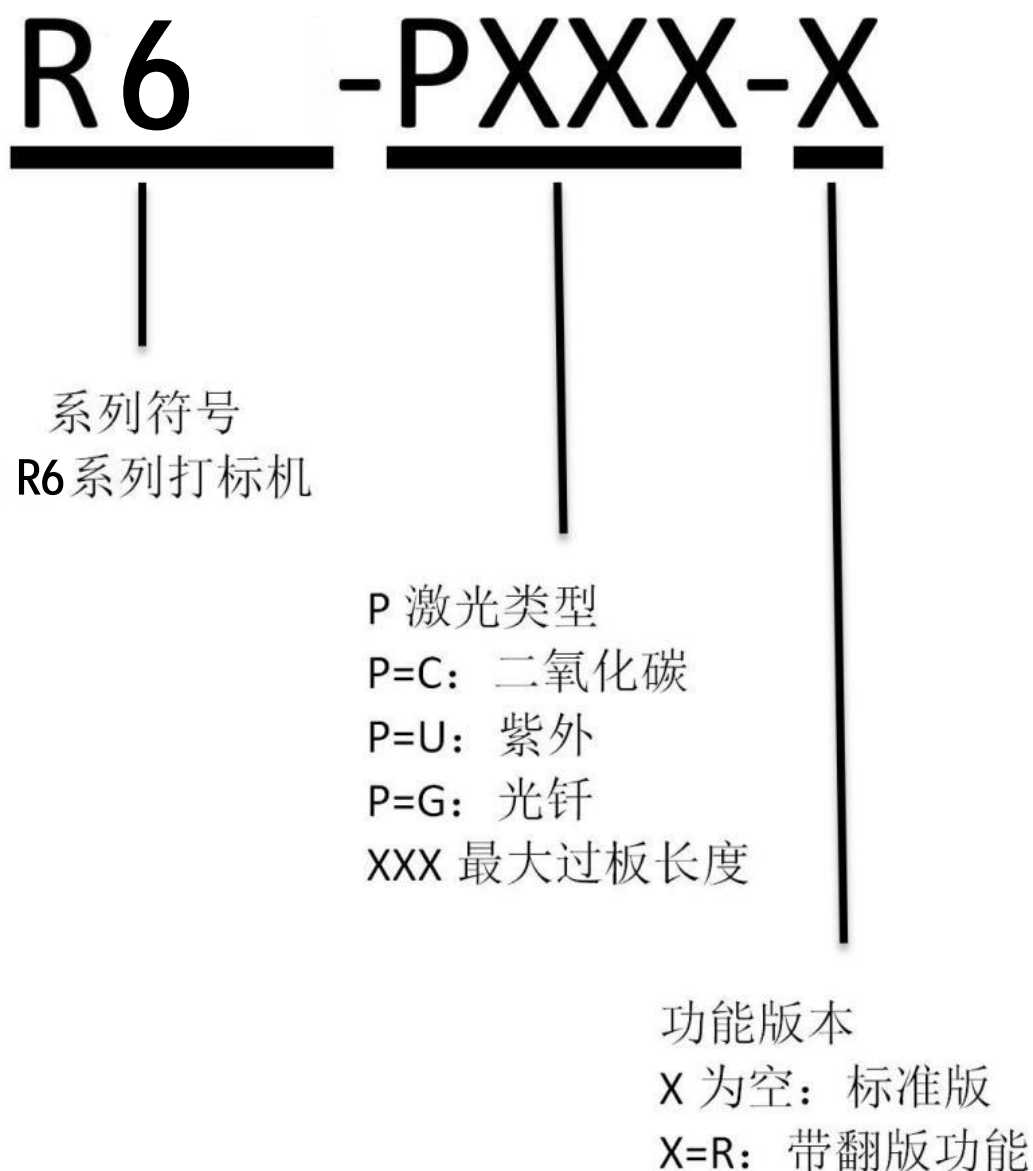 R6 -PXXX-X
系列符号
R6系列打标机
P 激光类型
P=C：二氧化碳
P=U：紫外
P=G：光钎
XXX 最大过板长度
功能版本
X 为空：标准版
X=R：带翻版功能